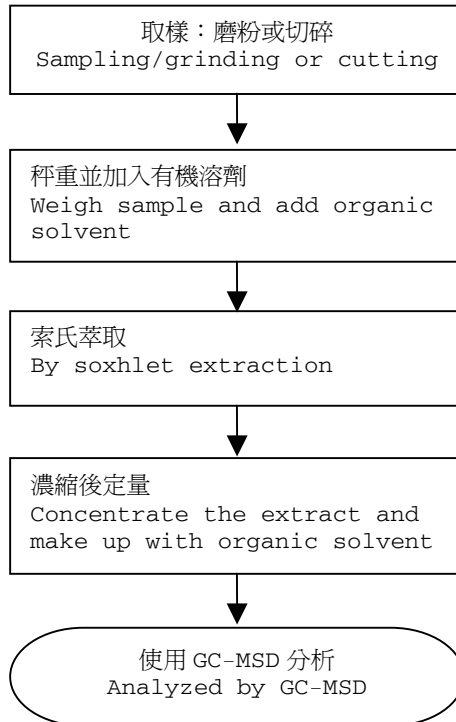 取樣：磨粉或切碎
Sampling/grinding or cutting
秤重並加入有機溶劑
Weigh sample and add organic
solvent
索氏萃取
By soxhlet extraction
濃縮後定量
Concentrate the extract and
make up with organic solvent
使用 GC-MSD 分析
Analyzed by GC-MSD